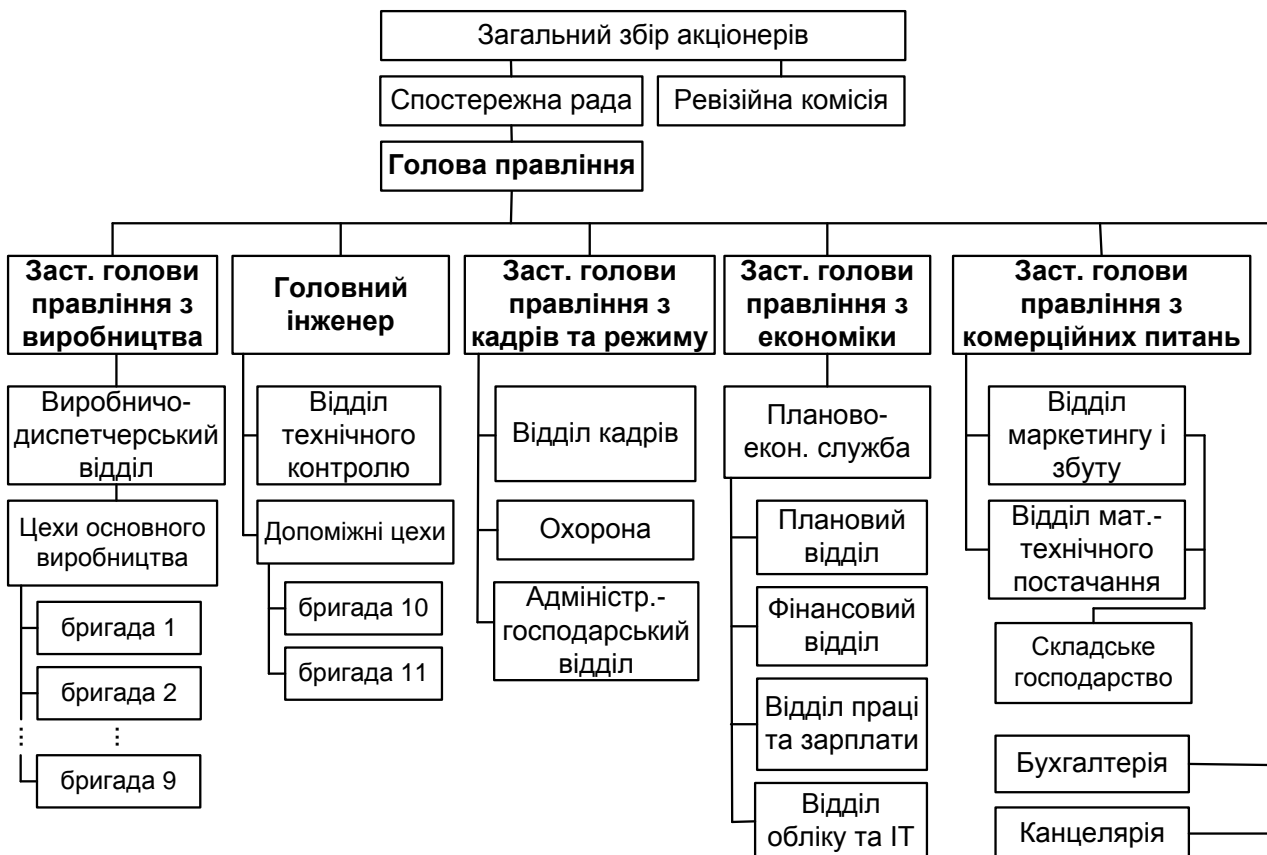 Загальний збір акціонерів
Спостережна рада
Ревізійна комісія
Голова правління
Заст. голови
правління з
виробництва
Головний
інженер
Заст. голови
правління з
кадрів та режиму
Заст. голови
правління з
економіки
Заст. голови
правління з
комерційних питань
Виробничо-
диспетчерський
відділ
Цехи основного
виробництва
бригада 1
бригада 2
⋮
⋮
бригада 9
Відділ
технічного
контролю
Допоміжні цехи
бригада 10
бригада 11
Відділ кадрів
Охорона
Адміністр.-
господарський
відділ
Планово-
екон. служба
Плановий
відділ
Фінансовий
відділ
Відділ праці
та зарплати
Відділ
обліку та ІТ
Відділ
маркетингу і
збуту
Відділ мат.-
технічного
постачання
Складське
господарство
Бухгалтерія
Канцелярія